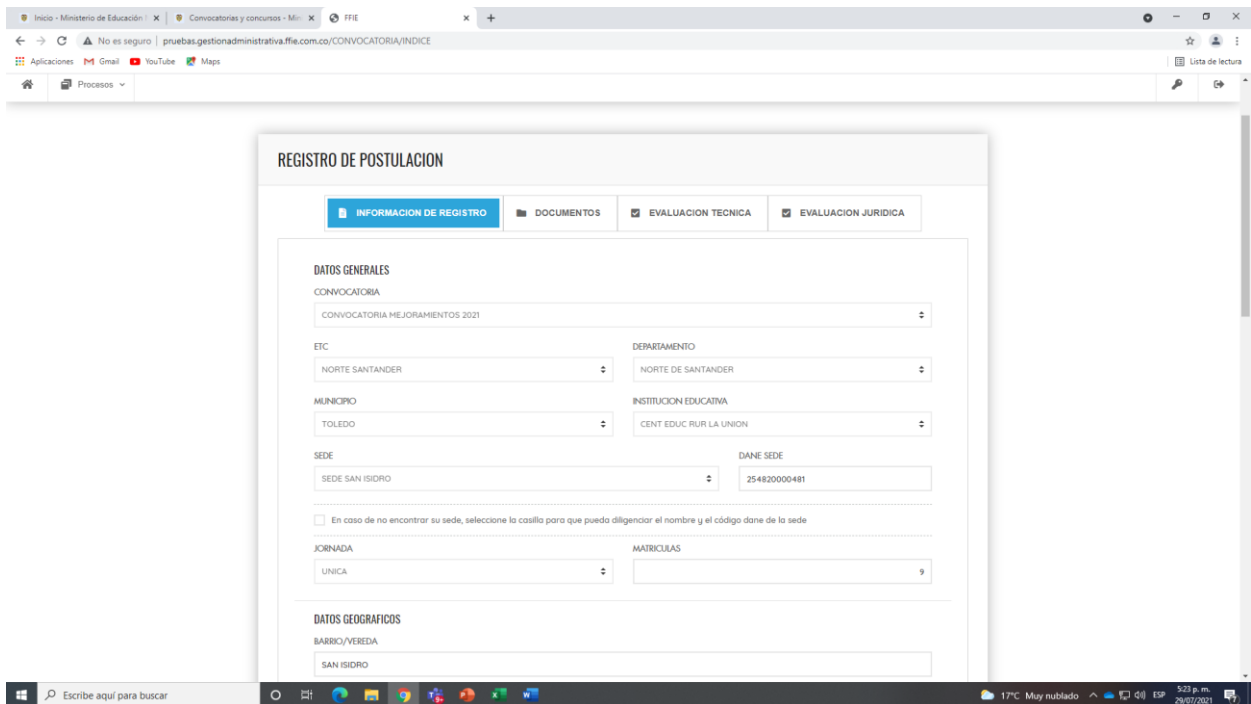 Inicio - Ministerio de Educación
Convocatorias y concursos - Min
FFIE
No es seguro | pruebas.gestionadministrativa.ffie.com.co/CONVOCATORIA/INDICE
Aplicaciones Gmail YouTube Maps Lista de lectura
Procesos
REGISTRO DE POSTULACION
INFORMACION DE REGISTRO DOCUMENTOS EVALUACION TECNICA EVALUACION JURIDICA
DATOS GENERALES
CONVOCATORIA
CONVOCATORIA MEJORAMIENTOS 2021
ETC DEPARTAMENTO
NORTE SANTANDER NORTE DE SANTANDER
MUNICIPIO INSTITUCION EDUCATIVA
TOLEDO CENT EDUC RUR LA UNION
SEDE DANE SEDE
SEDE SAN ISIDRO 254820000481
En caso de no encontrar su sede, seleccione la casilla para que pueda diligenciar el nombre y el código dane de la sede
JORNADA MATRICULAS
UNICA 9
DATOS GEOGRAFICOS
BARRIO/VEREDA
SAN ISIDRO
Escribe aquí para buscar 17°C Muy nublado ESP 5:23 p. m.
29/07/2021